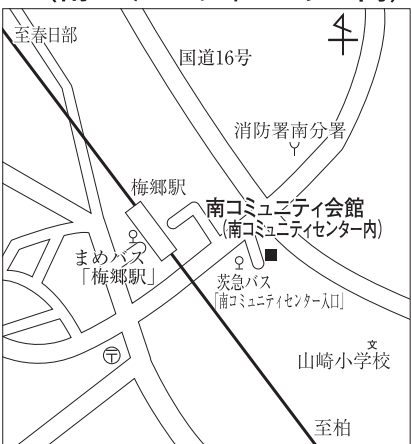 至春日部
国道16号
消防署南分署
梅郷駅
南コミュニティ会館
(南コミュニティセンター内)
まめバス
「梅郷駅」
茨急バス
「南コミュニティセンター入口」
文
山崎小学校
至柏